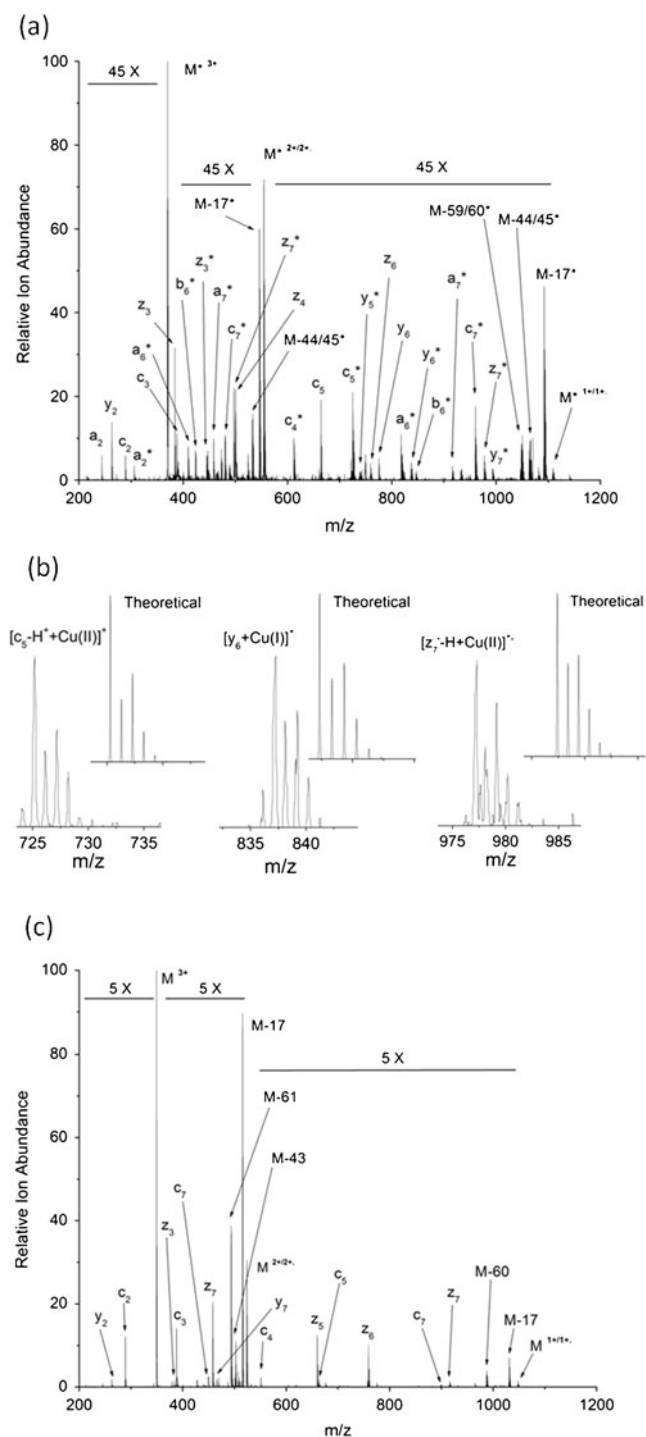 (a)
45 X
M* 3+
45 X
M* 2+/2+.
45 X
M-17*
M-59/60*
M-44/45*
M-17*
z7*
z3*
b6*
a7*
z4
z6
y5*
z3
c7*
M-44/45*
y6
y6*
a7*
c7*
a6*
c3
c5
c5*
z7*
M* 1+/1+.
y2
a2
c2
a2*
c4*
a6*
b6*
y7*
Relative Ion Abundance
100
80
60
40
20
0
200
400
600
800
1000
1200
m/z
(b)
Theoretical
Theoretical
Theoretical
[c5-H++Cu(II)]+
[y6+Cu(I)]+
[z7·-H+Cu(II)]+·
725
730
735
m/z
835
840
m/z
975
980
985
m/z
(c)
M 3+
5 X
5 X
M-17
5 X
M-61
M-43
c7
z3
z7
M 2+/2+.
y7
c5
c2
y2
c3
c4
z5
z6
c7
z7
M-60
M-17
M 1+/1+.
Relative Ion Abundance
100
80
60
40
20
0
200
400
600
800
1000
1200
m/z